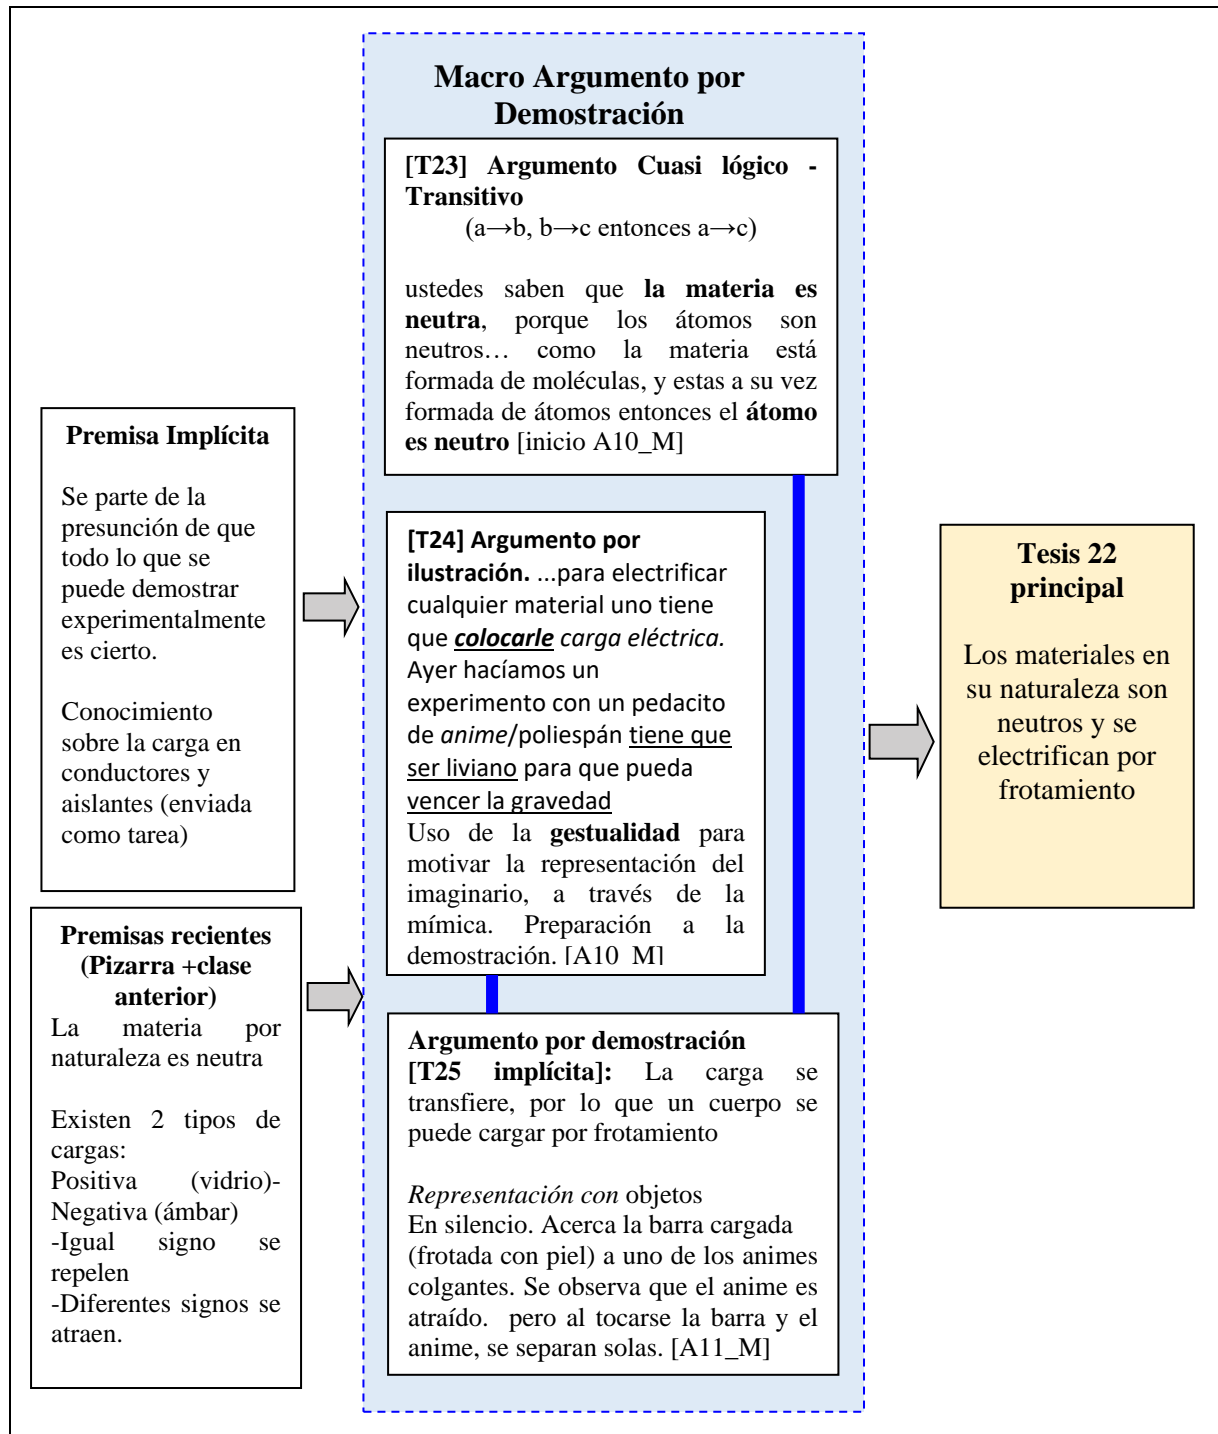 Macro Argumento por
Demostración
[T23] Argumento Cuasi lógico -
Transitivo
(a→b, b→c entonces a→c)
ustedes saben que la materia es
neutra, porque los átomos son
neutros… como la materia está
formada de moléculas, y estas a su vez
formada de átomos entonces el átomo
es neutro [inicio A10_M]
Premisa Implícita
Se parte de la
presunción de que
todo lo que se
puede demostrar
experimentalmente
es cierto.
Conocimiento
sobre la carga en
conductores y
aislantes (enviada
como tarea)
[T24] Argumento por
ilustración. ...para electrificar
cualquier material uno tiene
que colocarle carga eléctrica.
Ayer hacíamos un
experimento con un pedacito
de anime/poliespán tiene que
ser liviano para que pueda
vencer la gravedad
Uso de la gestualidad para
motivar la representación del
imaginario, a través de la
mímica. Preparación a la
demostración. [A10_M]
Tesis 22
principal
Los materiales en
su naturaleza son
neutros y se
electrifican por
frotamiento
Premisas recientes
(Pizarra +clase
anterior)
La materia por
naturaleza es neutra
Existen 2 tipos de
cargas:
Positiva (vidrio)-
Negativa (ámbar)
-Igual signo se
repelen
-Diferentes signos se
atraen.
Argumento por demostración
[T25 implícita]: La carga se
transfiere, por lo que un cuerpo se
puede cargar por frotamiento
Representación con objetos
En silencio. Acerca la barra cargada
(frotada con piel) a uno de los animes
colgantes. Se observa que el anime es
atraído. pero al tocarse la barra y el
anime, se separan solas. [A11_M]